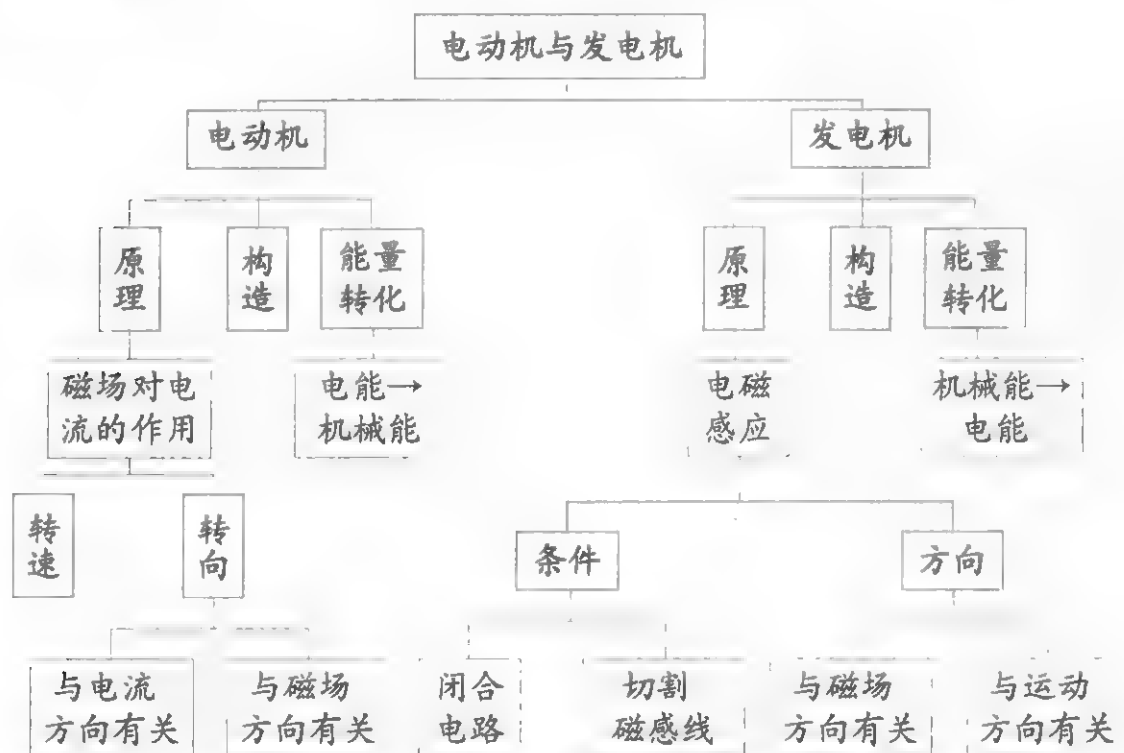 电动机与发电机
电动机
发电机
原理
构造
能量
转化
原理
构造
能量
转化
磁场对电
流的作用
电能→
机械能
电磁
感应
机械能→
电能
转速
转向
条件
方向
与电流
方向有关
与磁场
方向有关
闭合
电路
切割
磁感线
与磁场
方向有关
与运动
方向有关